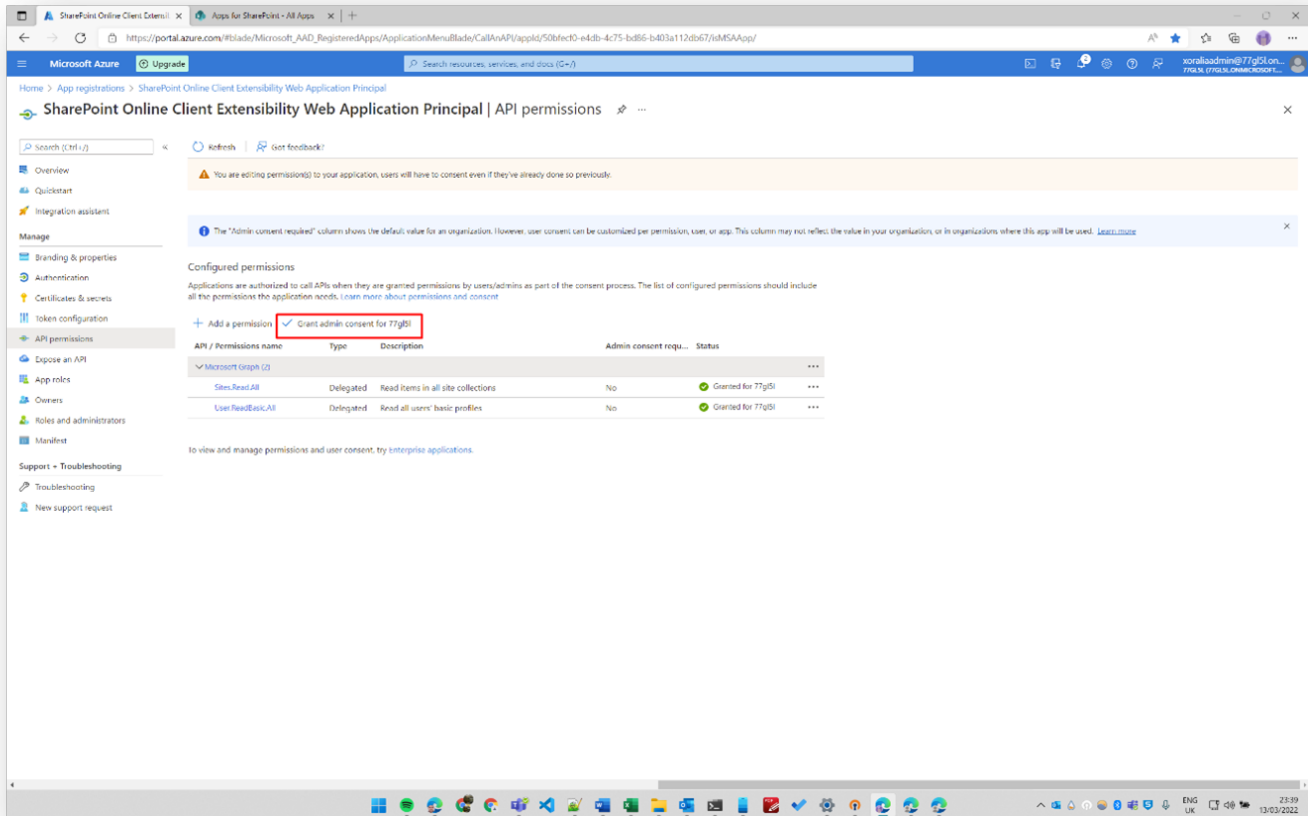 SharePoint Online Client Extensil
Apps for SharePoint - All Apps
https://portal.azure.com/#blade/Microsoft_AAD_RegisteredApps/ApplicationMenuBlade/CallAnAPI/appId/50bfecf0-e4db-4c75-bd86-b403a112db67/isMSAApp/
Microsoft Azure
Upgrade
Search resources, services, and docs (G+/)
2
xoraliaadmin@77gl5l.on...
77GL5L (77GL5L.ONMICROSOFT....
Home > App registrations > SharePoint Online Client Extensibility Web Application Principal
SharePoint Online Client Extensibility Web Application Principal | API permissions ...
Search (Ctrl+/)
Refresh
Got feedback?
Overview
Quickstart
Integration assistant
Manage
Branding & properties
Authentication
Certificates & secrets
Token configuration
API permissions
Expose an API
App roles
Owners
Roles and administrators
Manifest
Support + Troubleshooting
Troubleshooting
New support request
You are editing permission(s) to your application, users will have to consent even if they've already done so previously.
The "Admin consent required" column shows the default value for an organization. However, user consent can be customized per permission, user, or app. This column may not reflect the value in your organization, or in organizations where this app will be used. Learn more
Configured permissions
Applications are authorized to call APIs when they are granted permissions by users/admins as part of the consent process. The list of configured permissions should include
all the permissions the application needs. Learn more about permissions and consent
+ Add a permission
Grant admin consent for 77gl5l
API / Permissions name Type Description Admin consent requ... Status
Microsoft Graph (2) ...
Sites.Read.All Delegated Read items in all site collections No Granted for 77gl5l ...
User.ReadBasic.All Delegated Read all users' basic profiles No Granted for 77gl5l ...
To view and manage permissions and user consent, try Enterprise applications.
ENG
UK
23:39
13/03/2022